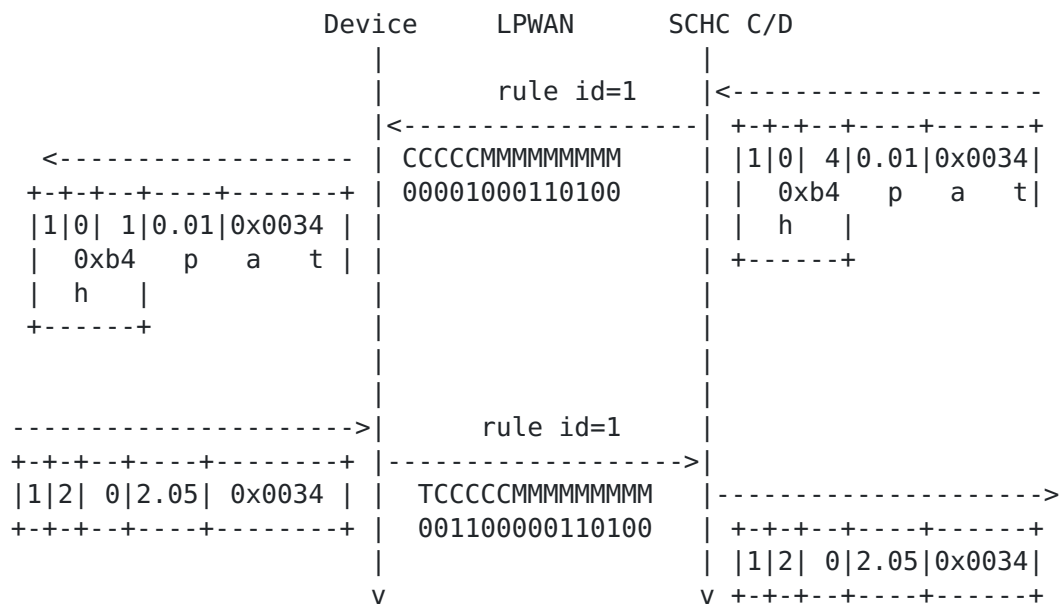 Device     LPWAN      SCHC C/D
                       |                    |
                       |       rule id=1    |<--------------------
                       |<-------------------| +-+-+--+----+------+
  <------------------- | CCCCCMMMMMMMMM     | |1|0| 4|0.01|0x0034|
 +-+-+--+----+-------+ | 00001000110100     | |  0xb4   p   a   t|
 |1|0| 1|0.01|0x0034 | |                    | |  h   |
 |  0xb4   p   a   t | |                    | +------+
 |  h   |              |                    |
 +------+              |                    |
                       |                    |
                       |                    |
---------------------->|      rule id=1     |
+-+-+--+----+--------+ |------------------->|
|1|2| 0|2.05| 0x0034 | |  TCCCCCMMMMMMMMM   |--------------------->
+-+-+--+----+--------+ |  001100000110100   | +-+-+--+----+------+
                       |                    | |1|2| 0|2.05|0x0034|
                       v                    v +-+-+--+----+------+